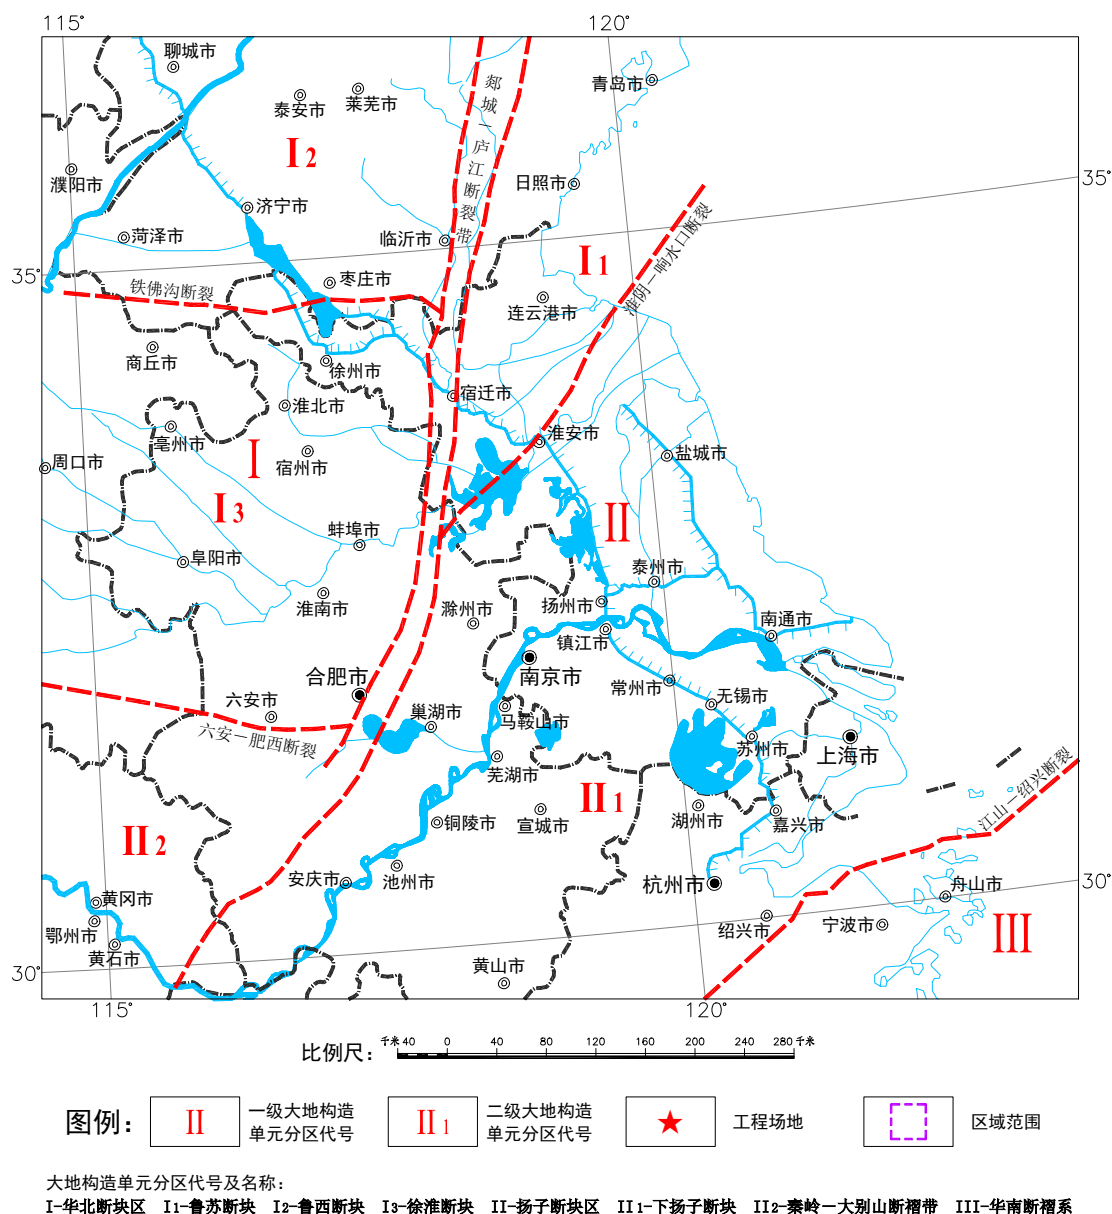 115°
120°
聊城市
泰安市
莱芜市
青岛市
郯城—庐江断裂带
I2
濮阳市
日照市
35°
济宁市
菏泽市
临沂市
淮阴—响水口断裂
I1
35°
铁佛沟断裂
枣庄市
连云港市
商丘市
徐州市
宿迁市
淮北市
亳州市
淮安市
周口市
I
宿州市
盐城市
I3
II
蚌埠市
阜阳市
泰州市
淮南市
滁州市
扬州市
南通市
镇江市
合肥市
南京市
常州市
六安市
巢湖市
马鞍山市
无锡市
六安—肥西断裂
苏州市
上海市
芜湖市
江山—绍兴断裂
II1
II2
铜陵市
宣城市
湖州市
嘉兴市
安庆市
池州市
杭州市
舟山市
30°
黄冈市
鄂州市
绍兴市
宁波市
III
黄石市
黄山市
30°
115°
120°
比例尺:
千米 40 0 40 80 120 160 200 240 280 千米
图例:
II
一级大地构造
单元分区代号
II1
二级大地构造
单元分区代号
工程场地
区域范围
大地构造单元分区代号及名称:
I-华北断块区 I1-鲁苏断块 I2-鲁西断块 I3-徐淮断块 II-扬子断块区 II1-下扬子断块 II2-秦岭—大别山断褶带 III-华南断褶系